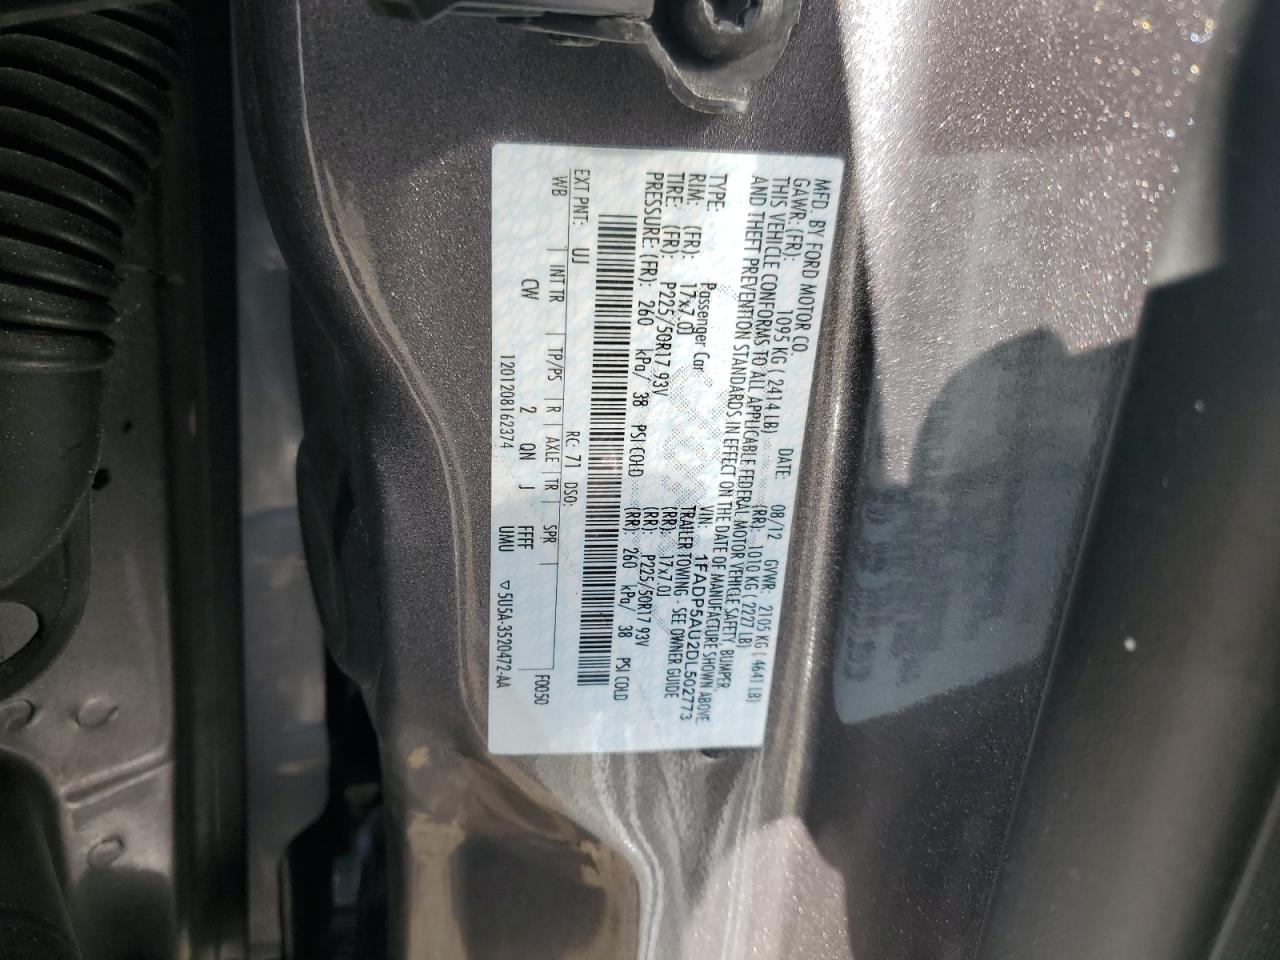 MFD. BY FORD MOTOR CO.
DATE: 08/12 GVWR: 2105 KG ( 4641 LB)
GAWR: (FR): 1095 KG ( 2414 LB) (RR): 1010 KG ( 2227 LB)
THIS VEHICLE CONFORMS TO ALL APPLICABLE FEDERAL MOTOR VEHICLE SAFETY, BUMPER,
AND THEFT PREVENTION STANDARDS IN EFFECT ON THE DATE OF MANUFACTURE SHOWN ABOVE
VIN: 1FADP5AU2DL502773
TYPE: Passenger Car TRAILER TOWING - SEE OWNER GUIDE
RIM: (FR): 17x7.0J (RR): 17x7.0J
TIRE: (FR): P225/50R17 93V (RR): P225/50R17 93V
PRESSURE: (FR): 260 kPa/ 38 PSI COLD (RR): 260 kPa/ 38 PSI COLD
EXT PNT: UJ RC: 71 DSO: F0050
WB INT TR TP/PS R AXLE TR SPR
CW 2 QN J FFF
1201208162374 UMU ▽5U5A-3520472-AA